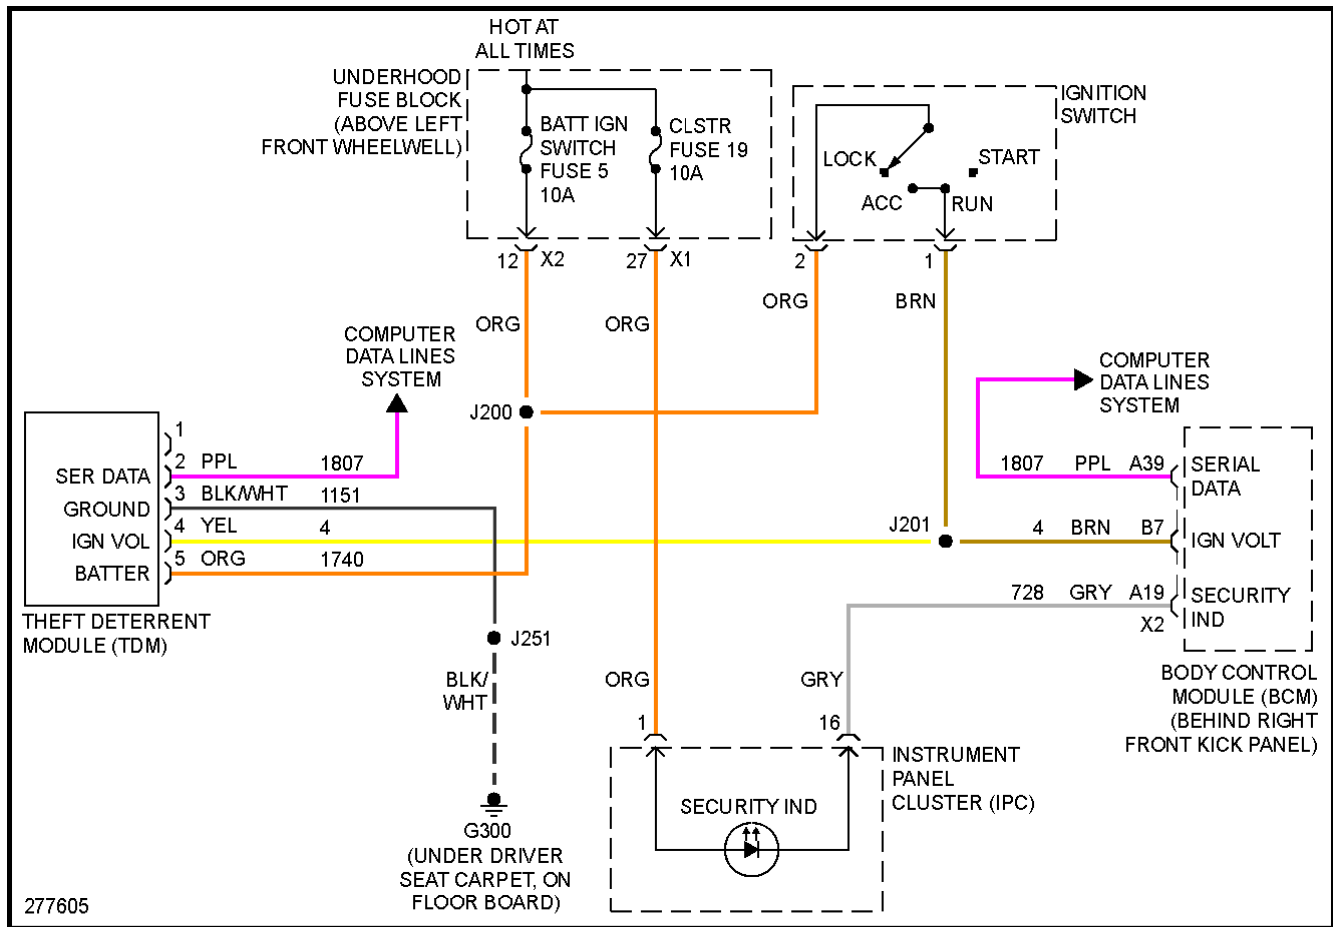 HOT AT
ALL TIMES
UNDERHOOD
FUSE BLOCK
(ABOVE LEFT
FRONT WHEELWELL)
BATT IGN
SWITCH
FUSE 5
10A
CLSTR
FUSE 19
10A
IGNITION
SWITCH
LOCK
START
ACC
RUN
12
X2
27
X1
2
1
ORG
BRN
ORG
ORG
COMPUTER
DATA LINES
SYSTEM
COMPUTER
DATA LINES
SYSTEM
J200
1
SER DATA
2
PPL
1807
GROUND
3
BLK/WHT
1151
IGN VOL
4
YEL
4
BATTER
5
ORG
1740
THEFT DETERRENT
MODULE (TDM)
1807
PPL
A39
SERIAL
DATA
J201
4
BRN
B7
IGN VOLT
728
GRY
A19
SECURITY
IND
X2
BODY CONTROL
MODULE (BCM)
(BEHIND RIGHT
FRONT KICK PANEL)
J251
BLK/
WHT
ORG
GRY
1
16
INSTRUMENT
PANEL
CLUSTER (IPC)
SECURITY IND
G300
(UNDER DRIVER
SEAT CARPET, ON
FLOOR BOARD)
277605